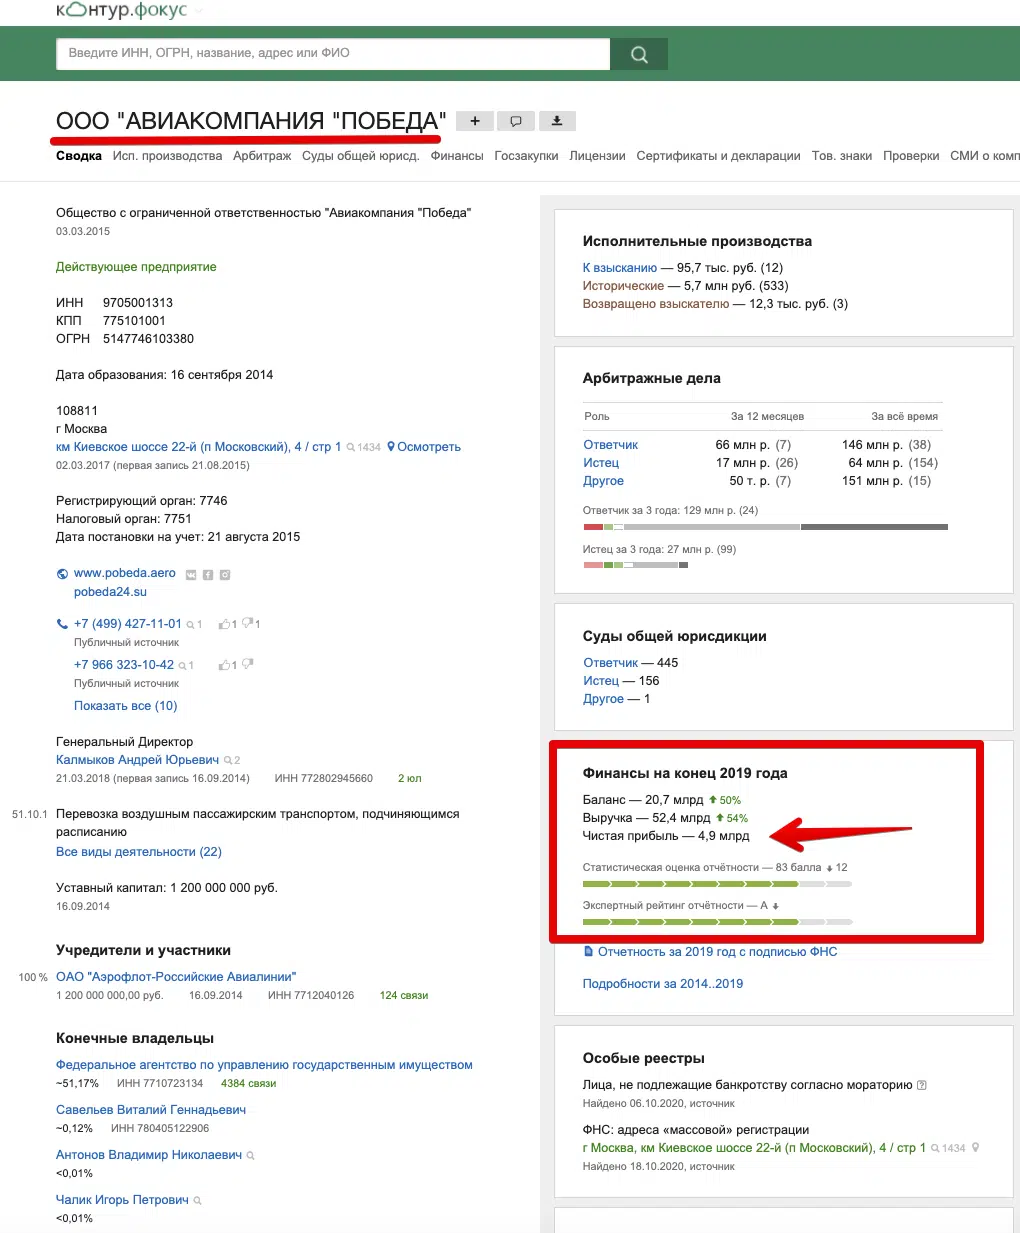 контур.фокус
Введите ИНН, ОГРН, название, адрес или ФИО
ООО "АВИАКОМПАНИЯ "ПОБЕДА"
Сводка Исп. производства Арбитраж Суды общей юрисд. Финансы Госзакупки Лицензии Сертификаты и декларации Тов. знаки Проверки СМИ о комп
Общество с ограниченной ответственностью "Авиакомпания "Победа"
03.03.2015
Действующее предприятие
ИНН 9705001313
КПП 775101001
ОГРН 5147746103380
Дата образования: 16 сентября 2014
108811
г Москва
км Киевское шоссе 22-й (п Московский), 4 / стр 1 1434 Осмотреть
02.03.2017 (первая запись 21.08.2015)
Регистрирующий орган: 7746
Налоговый орган: 7751
Дата постановки на учет: 21 августа 2015
www.pobeda.aero
pobeda24.su
+7 (499) 427-11-01 1 1 1
Публичный источник
+7 966 323-10-42 1 1
Публичный источник
Показать все (10)
Генеральный Директор
Калмыков Андрей Юрьевич 2
21.03.2018 (первая запись 16.09.2014) ИНН 772802945660 2 юл
51.10.1 Перевозка воздушным пассажирским транспортом, подчиняющимся
расписанию
Все виды деятельности (22)
Уставный капитал: 1 200 000 000 руб.
16.09.2014
Учредители и участники
100 % ОАО "Аэрофлот-Российские Авиалинии"
1 200 000 000,00 руб. 16.09.2014 ИНН 7712040126 124 связи
Конечные владельцы
Федеральное агентство по управлению государственным имуществом
~51,17% ИНН 7710723134 4384 связи
Савельев Виталий Геннадьевич
~0,12% ИНН 780405122906
Антонов Владимир Николаевич
<0,01%
Чалик Игорь Петрович
<0,01%
Исполнительные производства
К взысканию — 95,7 тыс. руб. (12)
Исторические — 5,7 млн руб. (533)
Возвращено взыскателю — 12,3 тыс. руб. (3)
Арбитражные дела
Роль За 12 месяцев За всё время
Ответчик 66 млн р. (7) 146 млн р. (38)
Истец 17 млн р. (26) 64 млн р. (154)
Другое 50 т. р. (7) 151 млн р. (15)
Ответчик за 3 года: 129 млн р. (24)
Истец за 3 года: 27 млн р. (99)
Суды общей юрисдикции
Ответчик — 445
Истец — 156
Другое — 1
Финансы на конец 2019 года
Баланс — 20,7 млрд 50%
Выручка — 52,4 млрд 54%
Чистая прибыль — 4,9 млрд
Статистическая оценка отчётности — 83 балла 12
Экспертный рейтинг отчётности — A
Отчетность за 2019 год с подписью ФНС
Подробности за 2014..2019
Особые реестры
Лица, не подлежащие банкротству согласно мораторию ?
Найдено 06.10.2020, источник
ФНС: адреса «массовой» регистрации
г Москва, км Киевское шоссе 22-й (п Московский), 4 / стр 1 1434
Найдено 18.10.2020, источник